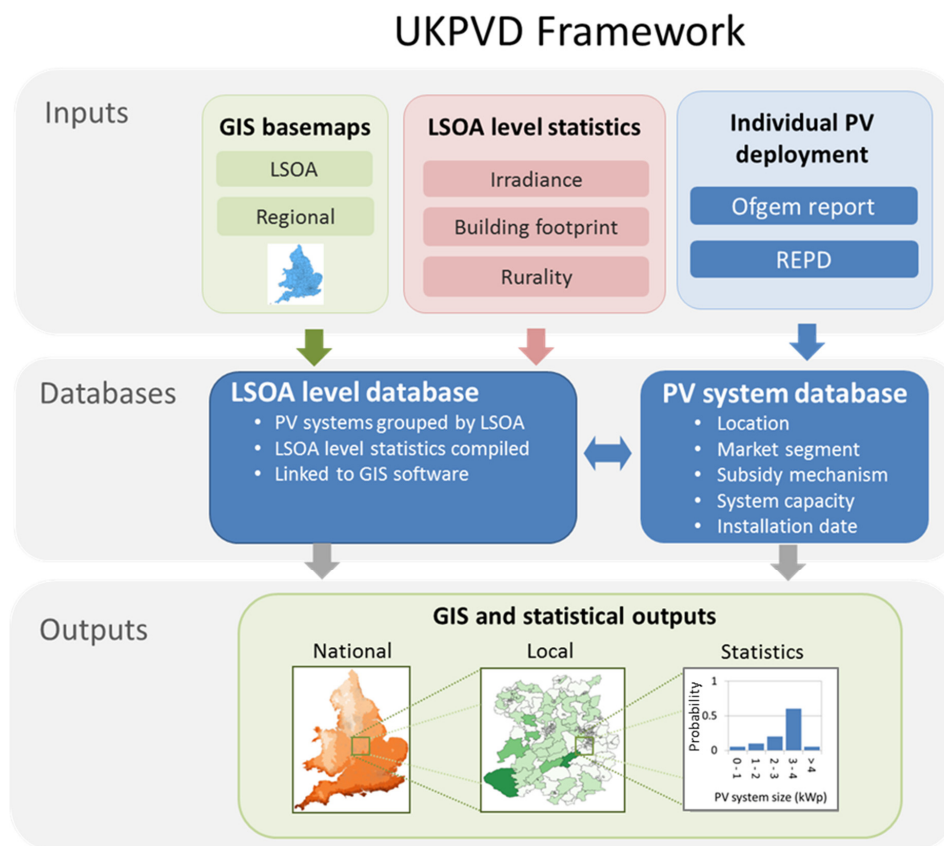 UKPVD Framework
Inputs
GIS basemaps
LSOA
Regional
LSOA level statistics
Irradiance
Building footprint
Rurality
Individual PV
deployment
Ofgem report
REPD
Databases
LSOA level database
• PV systems grouped by LSOA
• LSOA level statistics compiled
• Linked to GIS software
PV system database
• Location
• Market segment
• Subsidy mechanism
• System capacity
• Installation date
Outputs
GIS and statistical outputs
National
Local
Statistics
Probability
1
0.5
0
0 - 1
1 - 2
2 - 3
3 - 4
>4
PV system size (kWp)